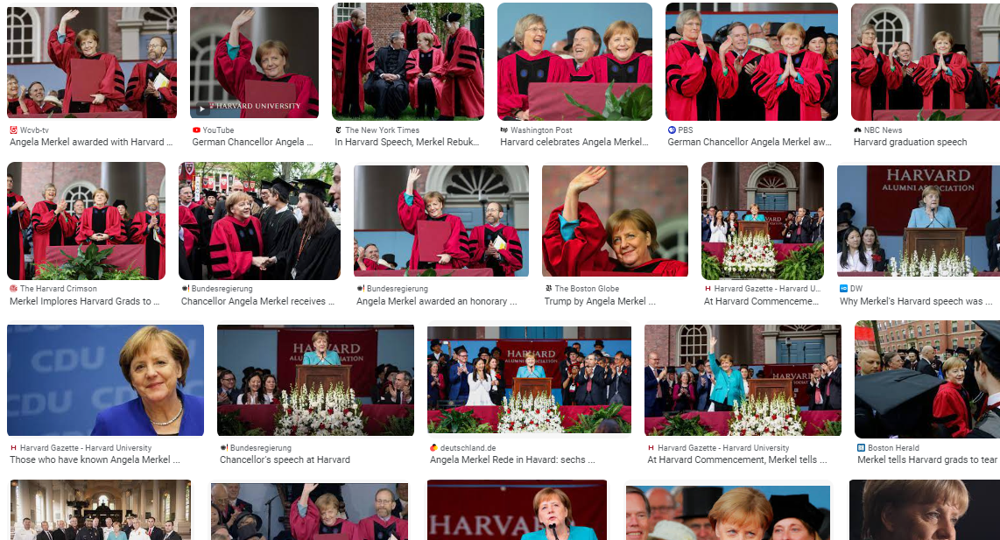 HARVARD UNIVERSITY
Wcvb-tv
Angela Merkel awarded with Harvard ...
YouTube
German Chancellor Angela ...
The New York Times
In Harvard Speech, Merkel Rebuk...
Washington Post
Harvard celebrates Angela Merkel...
PBS
German Chancellor Angela Merkel aw...
NBC News
Harvard graduation speech
HARVARD
ALUMNI ASSOCIATION
The Harvard Crimson
Merkel Implores Harvard Grads to ...
Bundesregierung
Chancellor Angela Merkel receives ...
Bundesregierung
Angela Merkel awarded an honorary ...
The Boston Globe
Trump by Angela Merkel ...
Harvard Gazette - Harvard U...
At Harvard Commenceme...
DW
Why Merkel's Harvard speech was ...
CDU
CDU
HARVARD
HARVARD
ALUMNI ASSOCIATION
HARVARD
Harvard Gazette - Harvard University
Those who have known Angela Merkel ...
Bundesregierung
Chancellor's speech at Harvard
deutschland.de
Angela Merkel Rede in Havard: sechs ...
Harvard Gazette - Harvard University
At Harvard Commencement, Merkel tells ...
Boston Herald
Merkel tells Harvard grads to tear
HARVARD